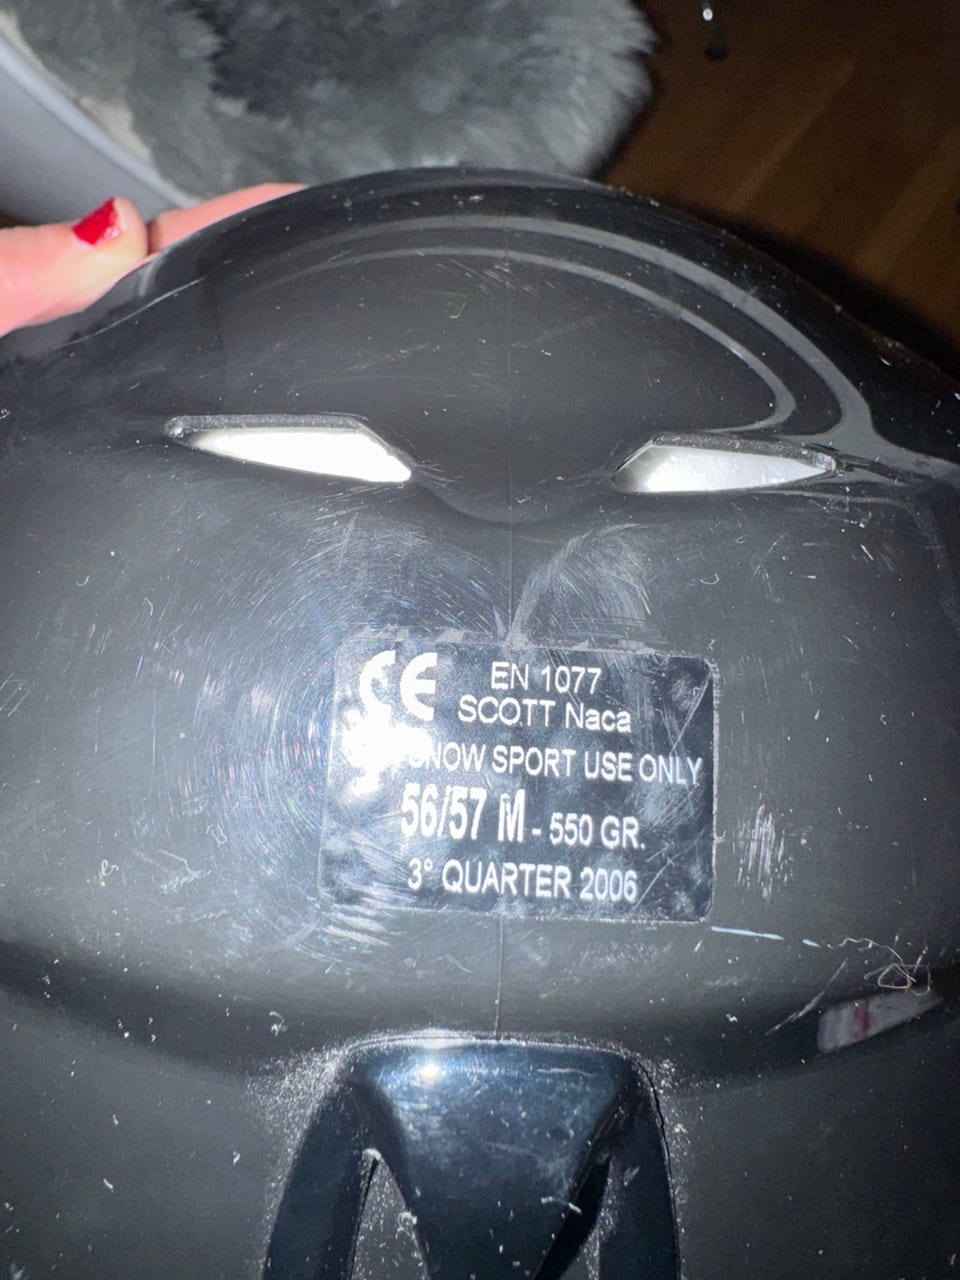 CE EN 1077
SCOTT Naca
SNOW SPORT USE ONLY
56/57 M - 550 GR.
3° QUARTER 2006